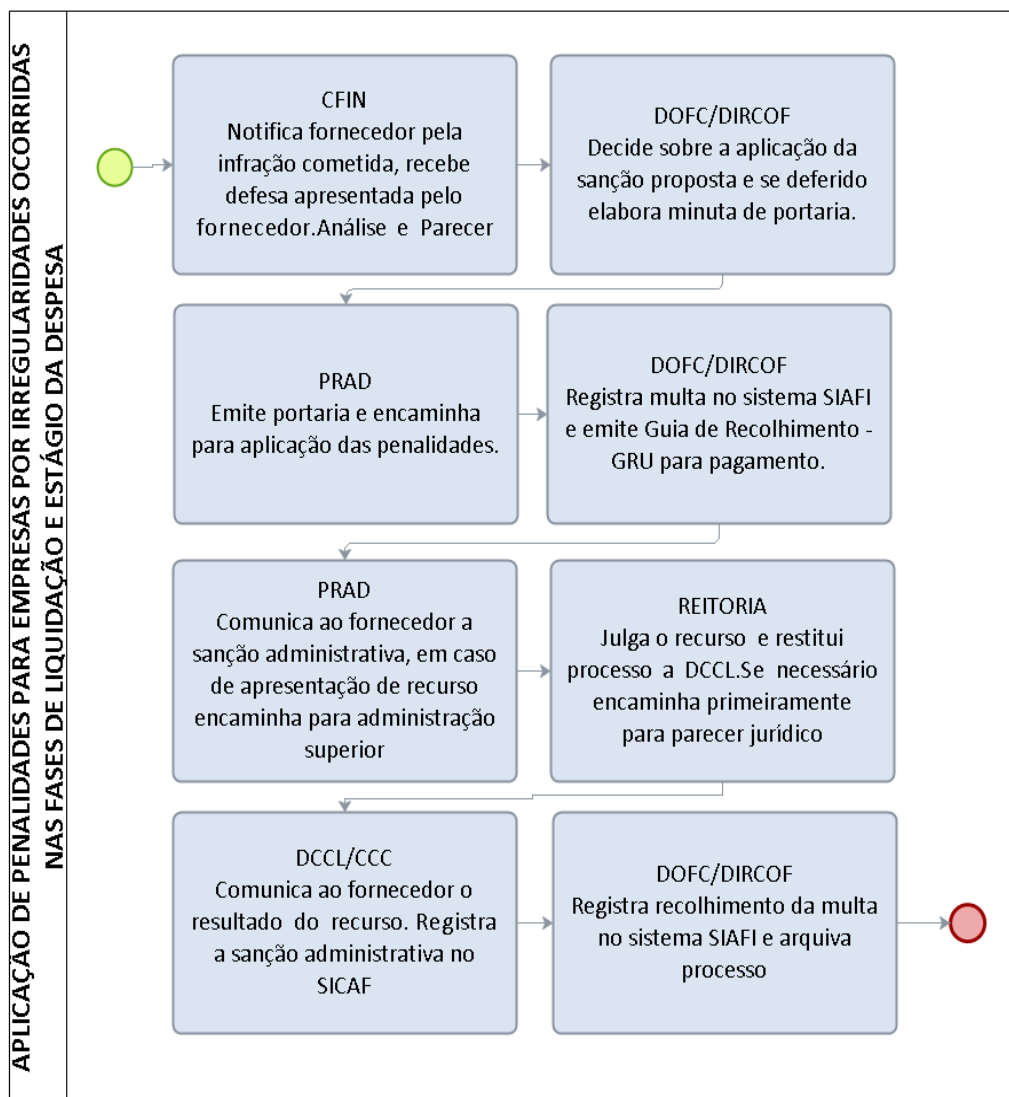 APLICAÇÃO DE PENALIDADES PARA EMPRESAS POR IRREGULARIDADES OCORRIDAS
NAS FASES DE LIQUIDAÇÃO E ESTÁGIO DA DESPESA
CFIN
Notifica fornecedor pela
infração cometida, recebe
defesa apresentada pelo
fornecedor.Análise e Parecer
DOFC/DIRCOF
Decide sobre a aplicação da
sanção proposta e se deferido
elabora minuta de portaria.
PRAD
Emite portaria e encaminha
para aplicação das penalidades.
DOFC/DIRCOF
Registra multa no sistema SIAFI
e emite Guia de Recolhimento -
GRU para pagamento.
PRAD
Comunica ao fornecedor a
sanção administrativa, em caso
de apresentação de recurso
encaminha para administração
superior
REITORIA
Julga o recurso e restitui
processo a DCCL.Se necessário
encaminha primeiramente
para parecer jurídico
DCCL/CCC
Comunica ao fornecedor o
resultado do recurso. Registra
a sanção administrativa no
SICAF
DOFC/DIRCOF
Registra recolhimento da multa
no sistema SIAFI e arquiva
processo